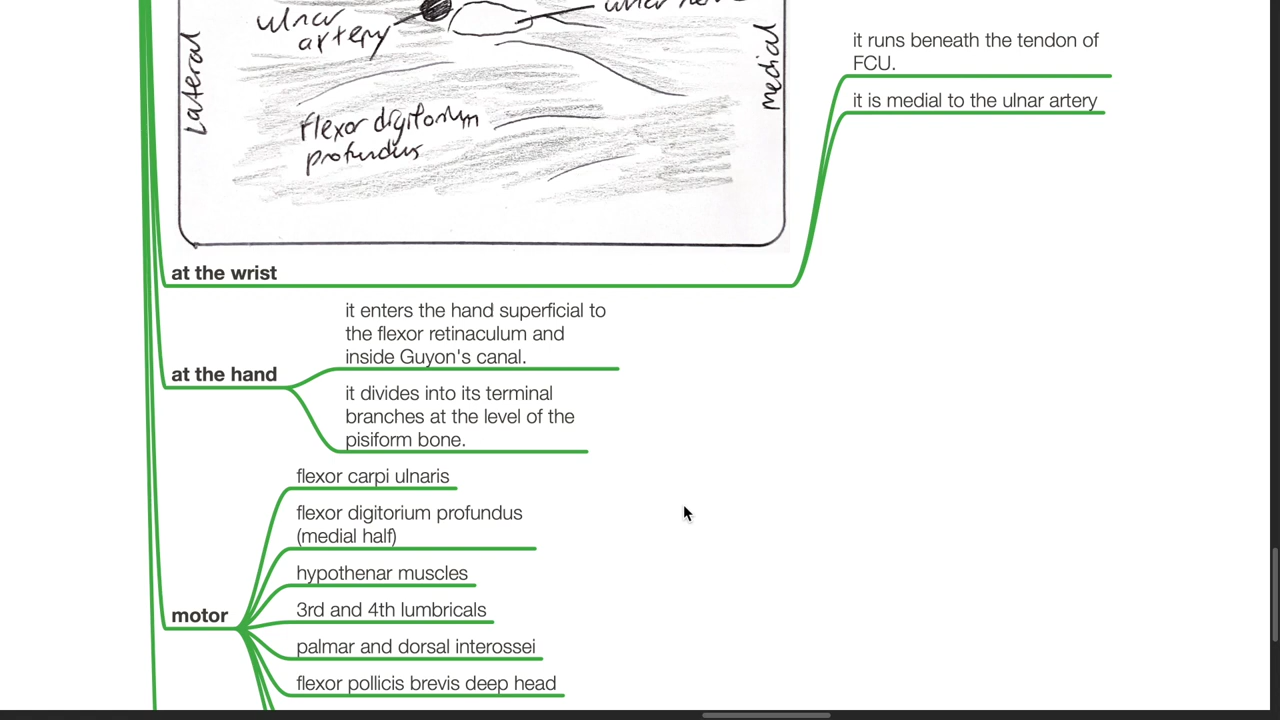 ulnar
artery
Lateral
medial
flexor digitorium
profundus
it runs beneath the tendon of
FCU.
it is medial to the ulnar artery
at the wrist
it enters the hand superficial to
the flexor retinaculum and
inside Guyon's canal.
at the hand
it divides into its terminal
branches at the level of the
pisiform bone.
flexor carpi ulnaris
flexor digitorium profundus
(medial half)
hypothenar muscles
motor
3rd and 4th lumbricals
palmar and dorsal interossei
flexor pollicis brevis deep head